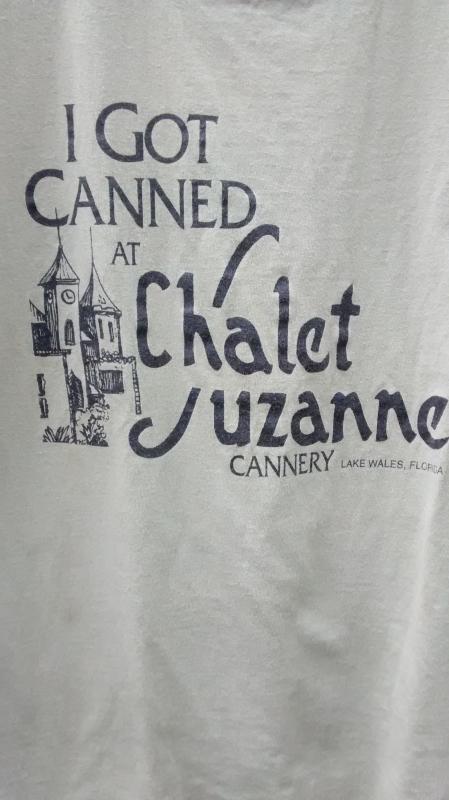 I GOT
CANNED
AT
Chalet
Suzanne
CANNERY LAKE WALES, FLORIDA